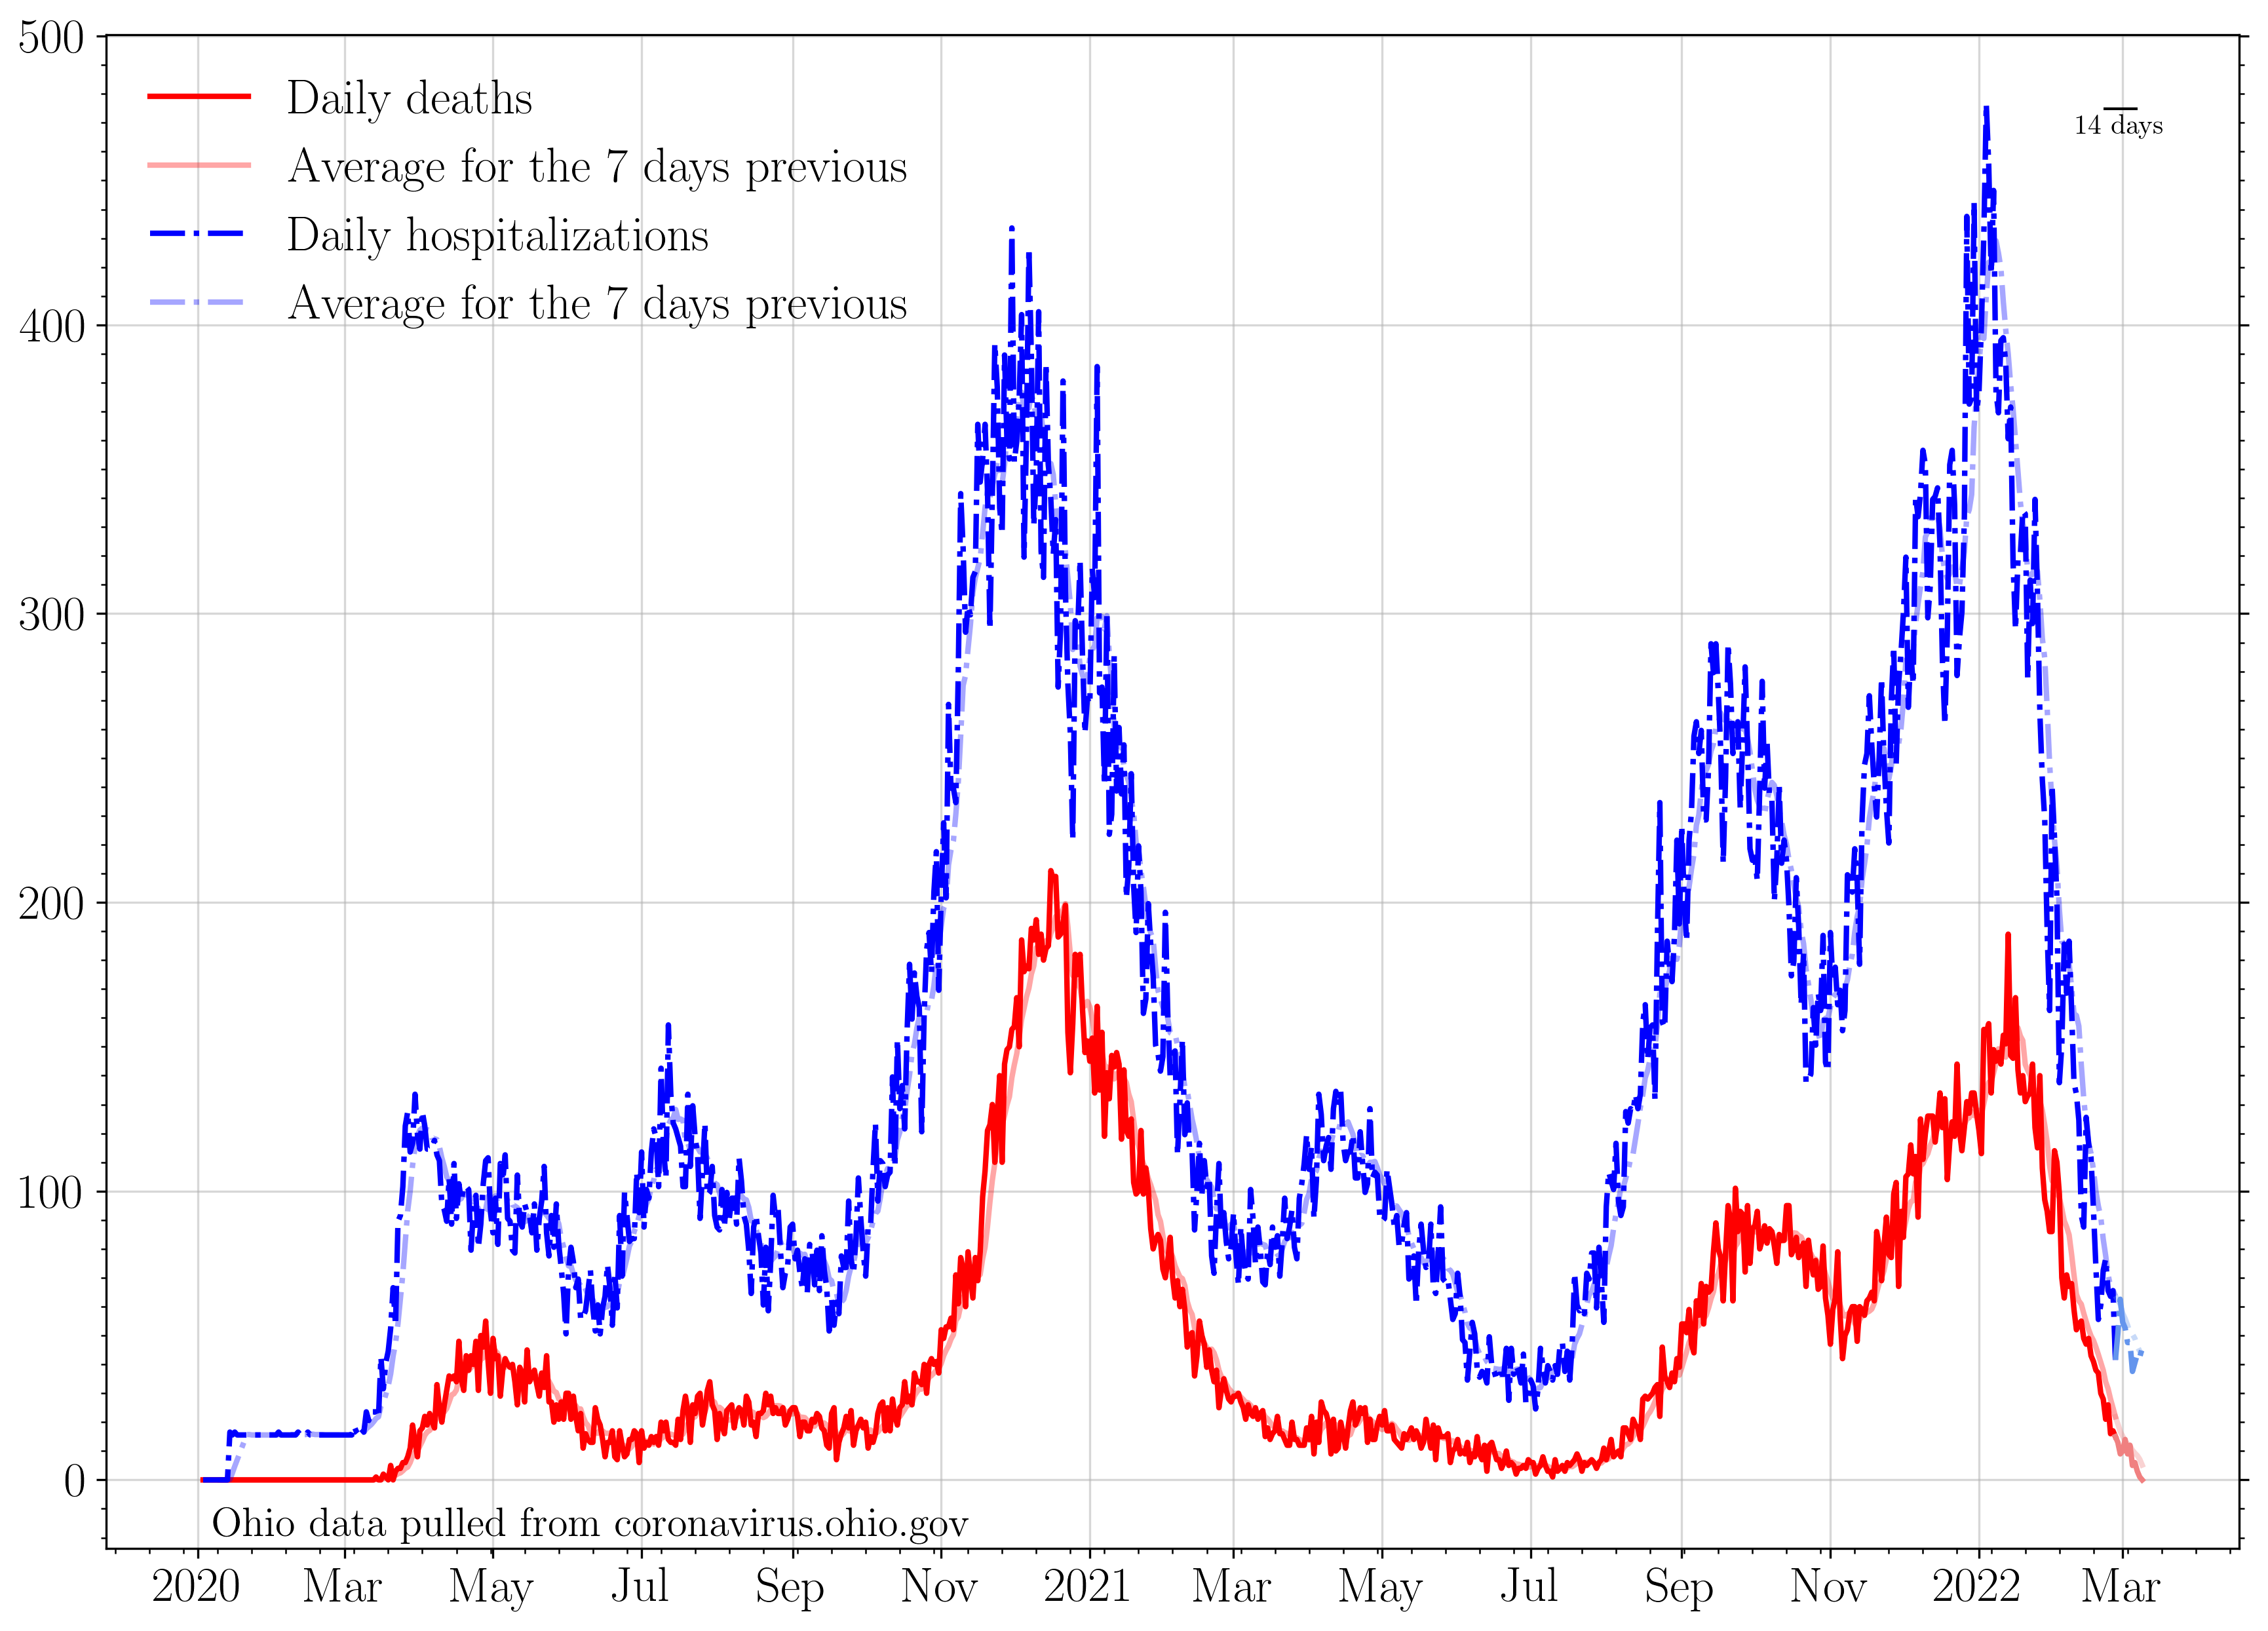 500
Daily deaths
Average for the 7 days previous
Daily hospitalizations
Average for the 7 days previous
14 days
400
300
200
100
0
Ohio data pulled from coronavirus.ohio.gov
2020 Mar May Jul Sep Nov 2021 Mar May Jul Sep Nov 2022 Mar